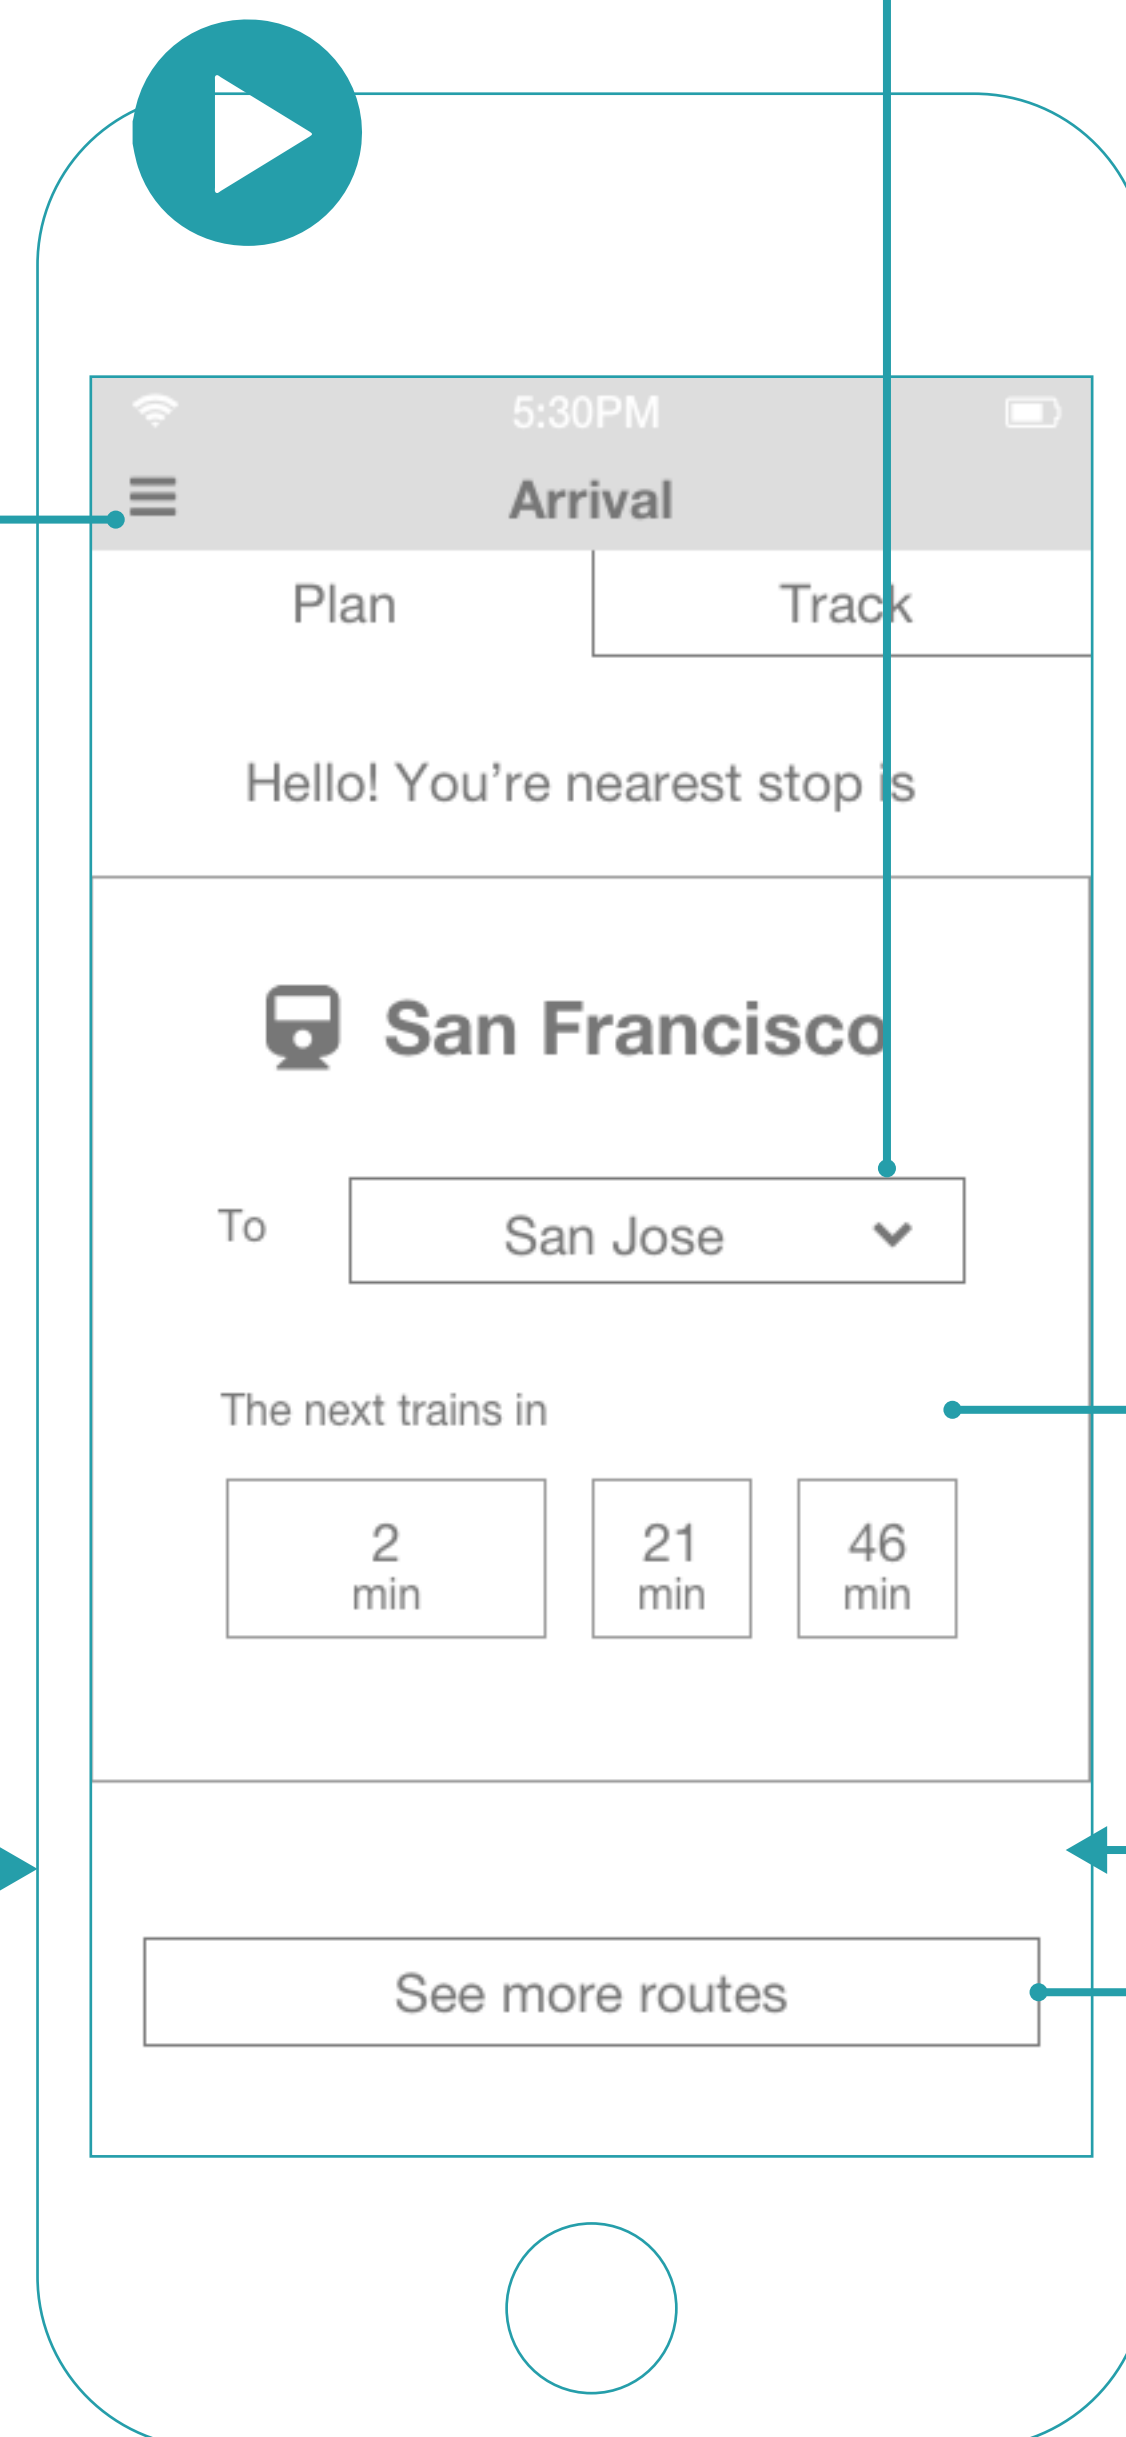 5:30PM
Arrival
Plan
Track
Hello! You’re nearest stop is
San Francisco
To
San Jose
The next trains in
2
min
21
min
46
min
See more routes